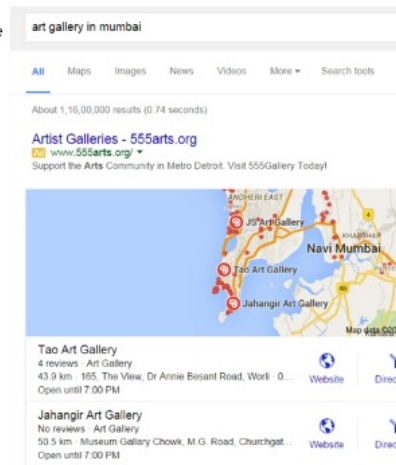 art gallery in mumbai
All Maps Images News Videos More Search tools
About 1,16,00,000 results (0.74 seconds)
Artist Galleries - 555arts.org
Ad www.555arts.org/
Support the Arts Community in Metro Detroit. Visit 555Gallery Today!
ANDHERI EAST
JS Art Gallery
KHARGHAR
Navi Mumbai
Tao Art Gallery
Jahangir Art Gallery
Map data ©20
Tao Art Gallery
4 reviews · Art Gallery
43.9 km · 165, The View, Dr Annie Besant Road, Worli · 0...
Open until 7:00 PM
Website Direc
Jahangir Art Gallery
No reviews · Art Gallery
50.5 km · Museum Gallary Chowk, M.G. Road, Churchgat...
Open until 7:00 PM
Website Direc